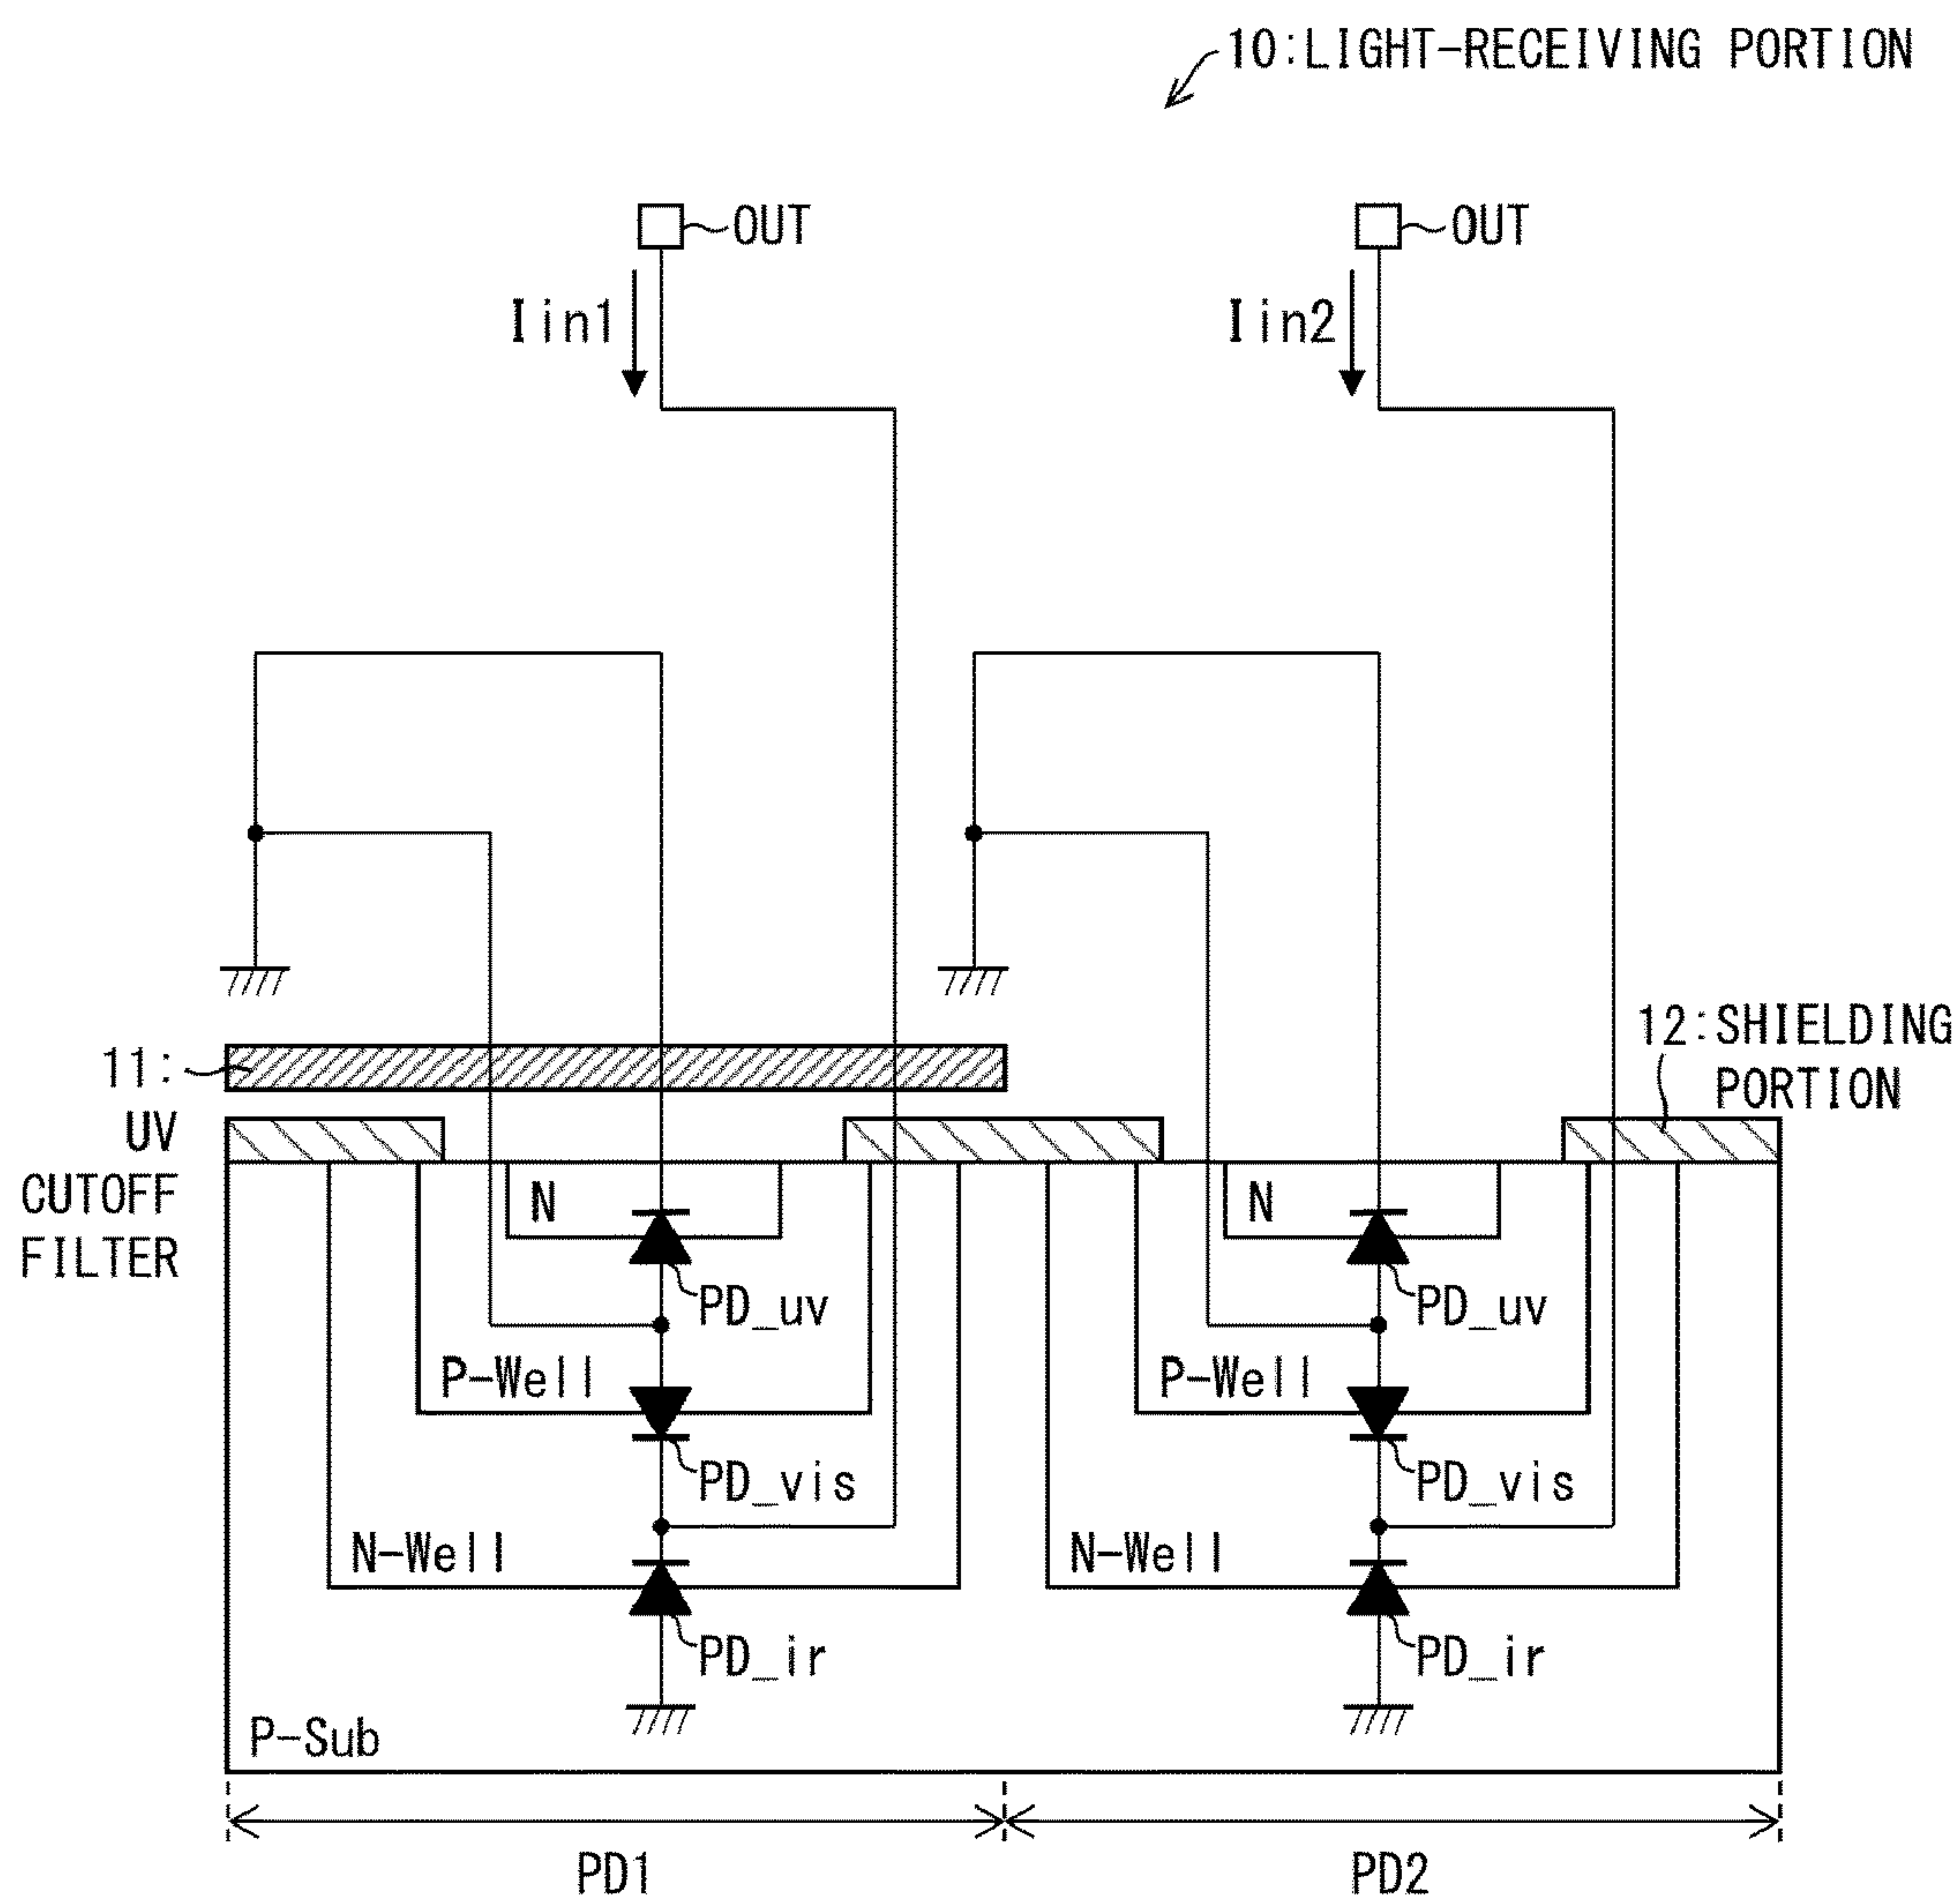 10:LIGHT-RECEIVING PORTION
OUT
OUT
Iin1
Iin2
12:SHIELDING
PORTION
11:
UV
CUTOFF
FILTER
N
N
PD_uv
PD_uv
P-Well
P-Well
PD_vis
PD_vis
N-Well
N-Well
PD_ir
PD_ir
P-Sub
PD1
PD2